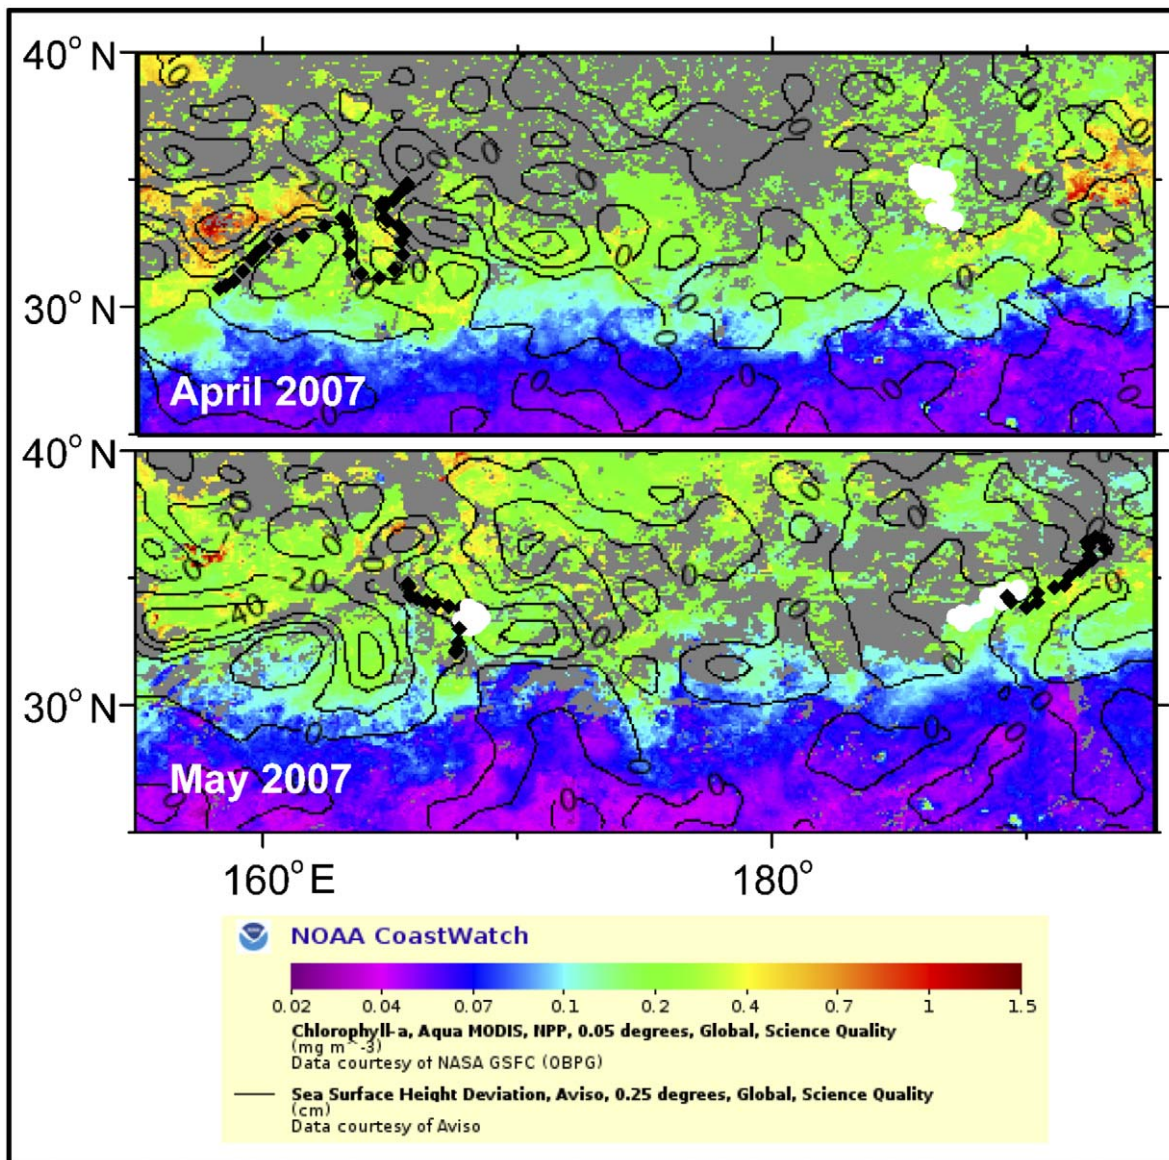 40° N
30° N
April 2007
40° N
30° N
May 2007
160° E 180°
NOAA CoastWatch
0.02 0.04 0.07 0.1 0.2 0.4 0.7 1 1.5
Chlorophyll-a, Aqua MODIS, NPP, 0.05 degrees, Global, Science Quality
(mg m^-3)
Data courtesy of NASA GSFC (OBPG)
Sea Surface Height Deviation, Aviso, 0.25 degrees, Global, Science Quality
(cm)
Data courtesy of Aviso